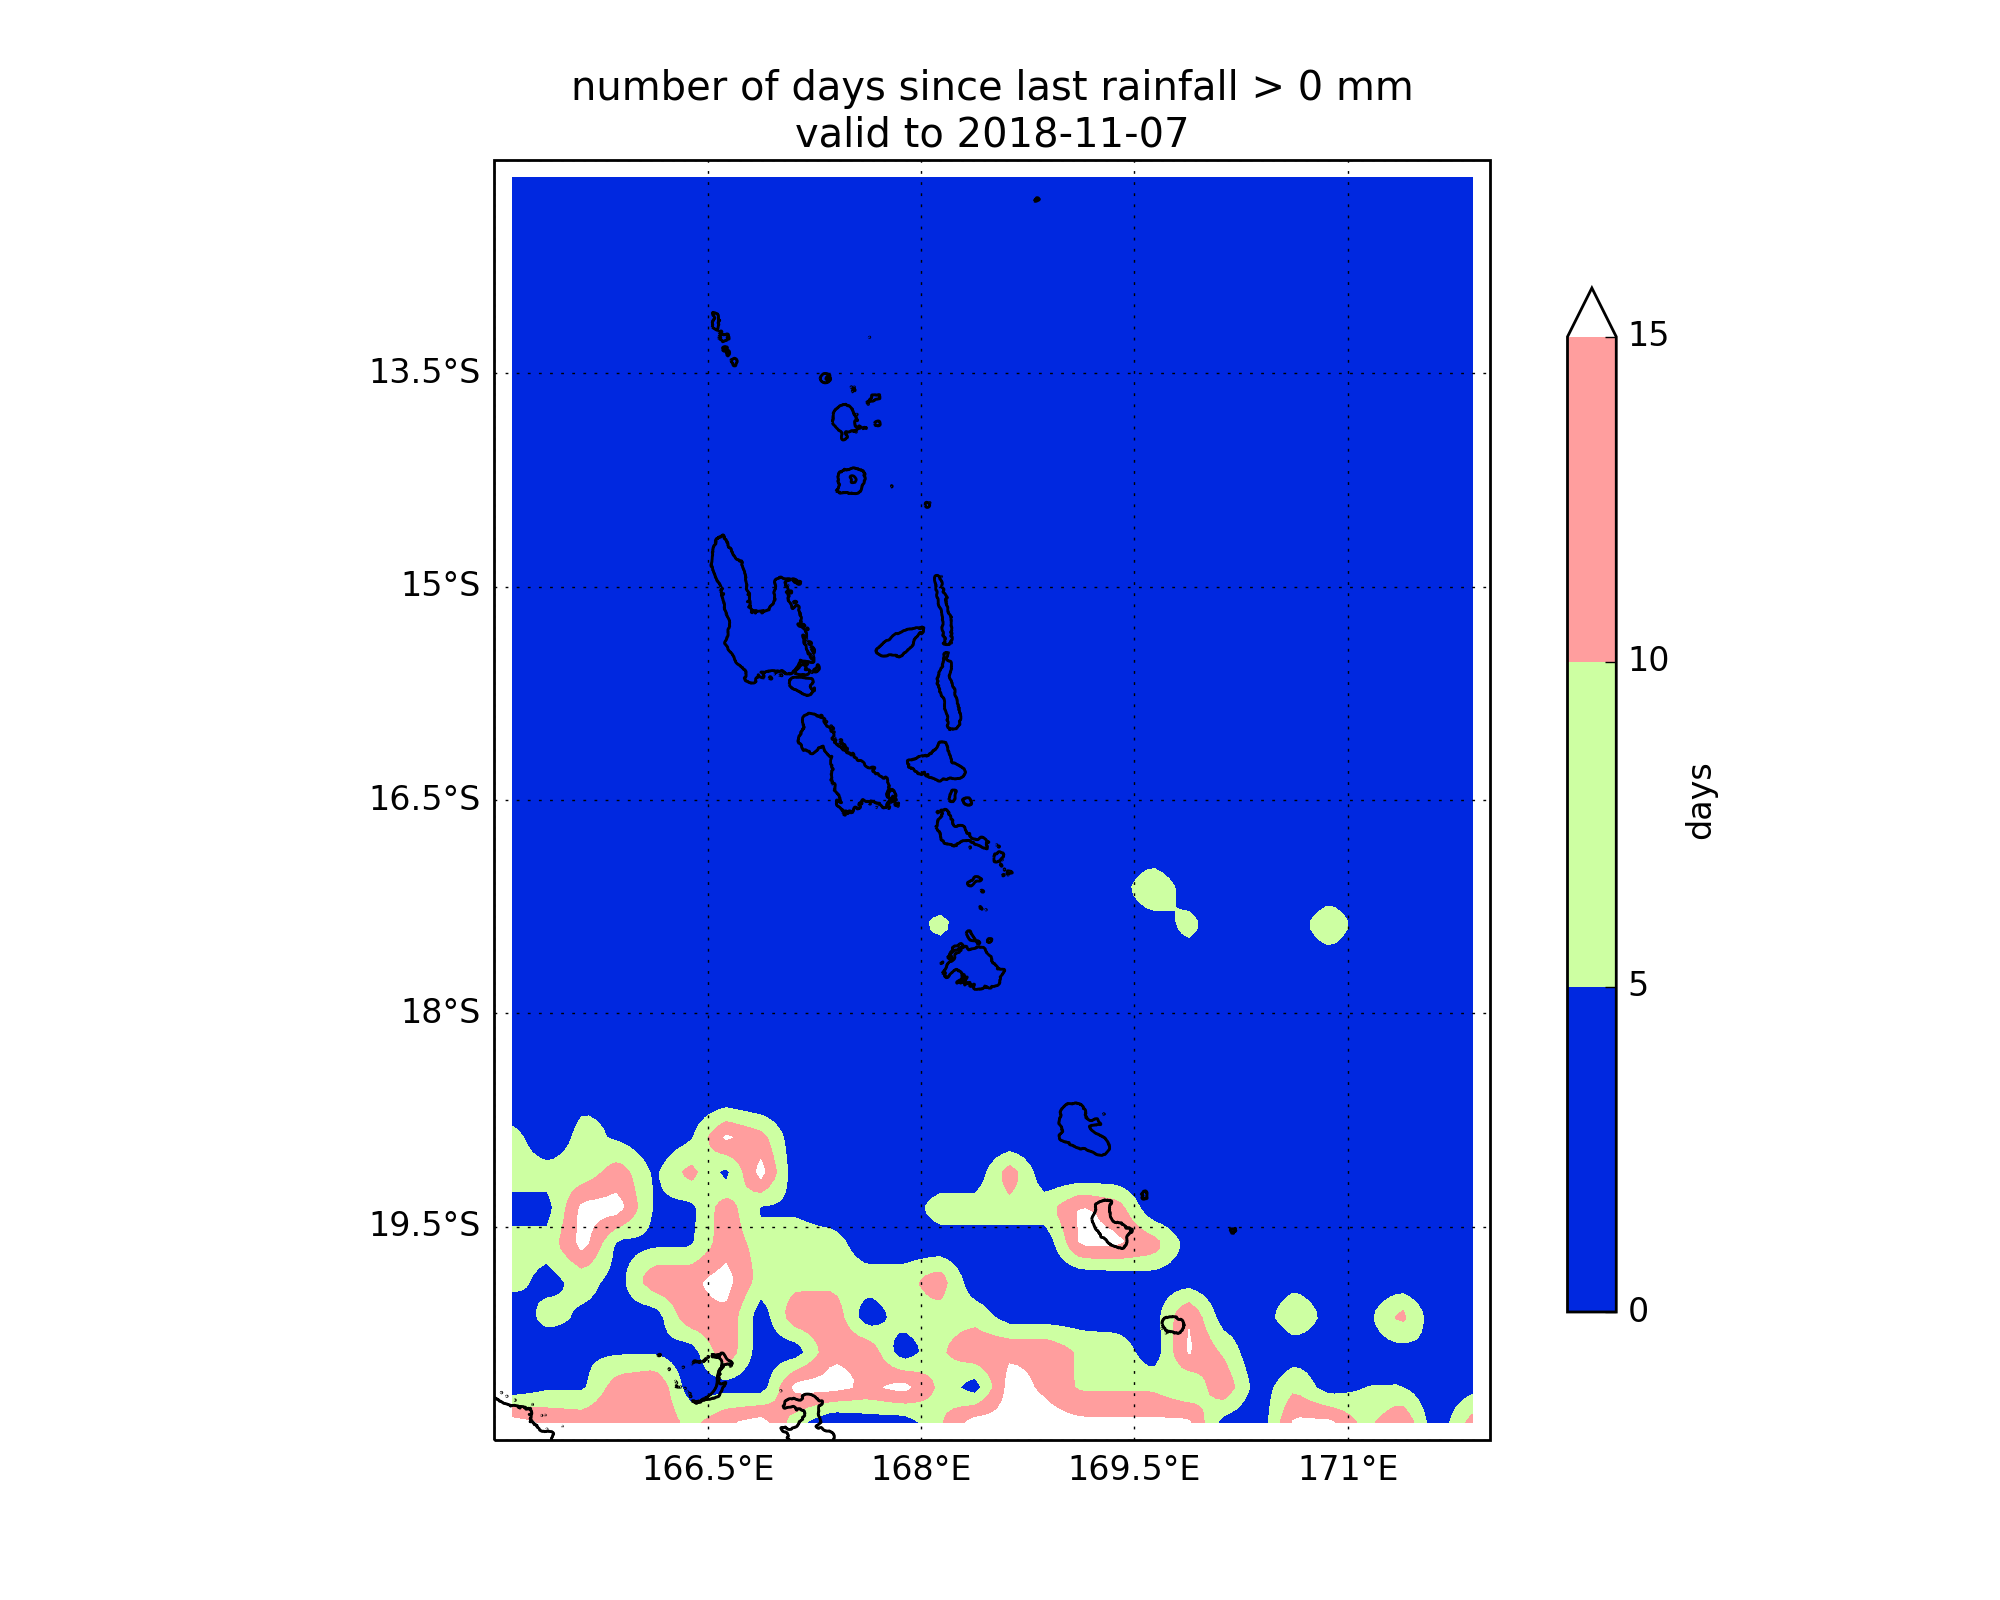 number of days since last rainfall > 0 mm
valid to 2018-11-07
13.5°S
15°S
16.5°S
18°S
19.5°S
166.5°E
168°E
169.5°E
171°E
15
10
5
0
days